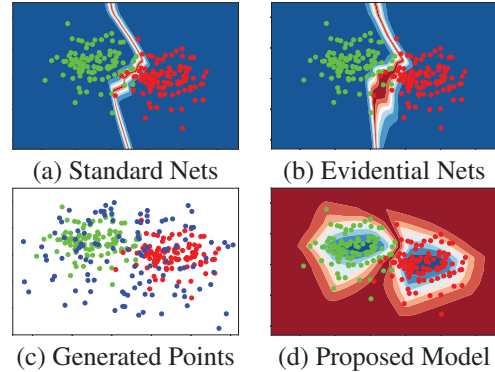 (a) Standard Nets
(b) Evidential Nets
(c) Generated Points
(d) Proposed Model